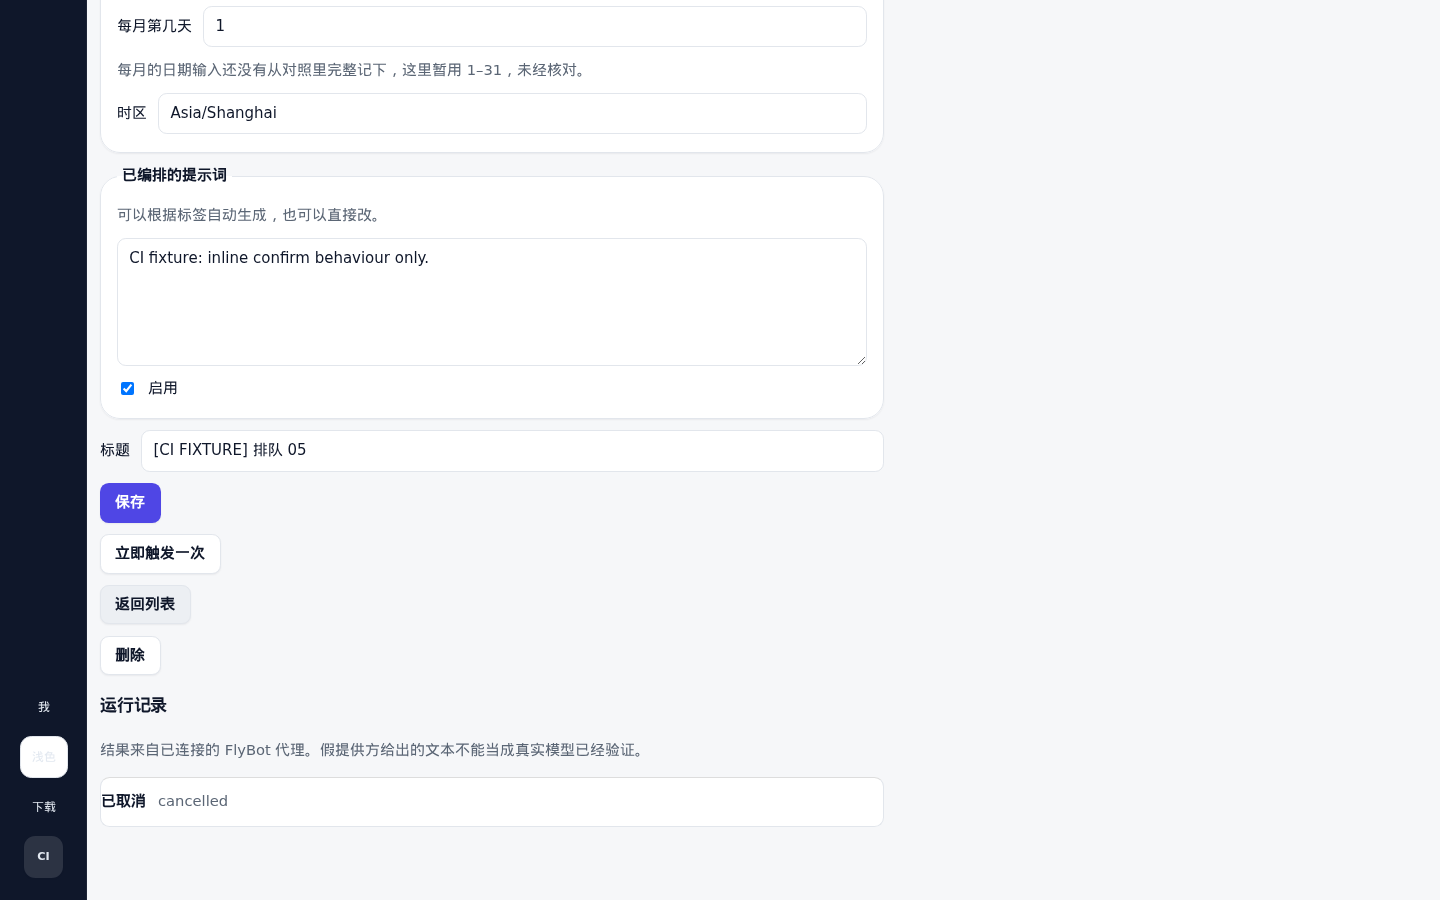 每月第几天 1
每月的日期输入还没有从对照里完整记下，这里暂用 1–31，未经核对。
时区 Asia/Shanghai
已编排的提示词
可以根据标签自动生成，也可以直接改。
CI fixture: inline confirm behaviour only.
启用
标题 [CI FIXTURE] 排队 05
保存
立即触发一次
返回列表
删除
运行记录
结果来自已连接的 FlyBot 代理。假提供方给出的文本不能当成真实模型已经验证。
已取消 cancelled
我
浅色
下载
CI